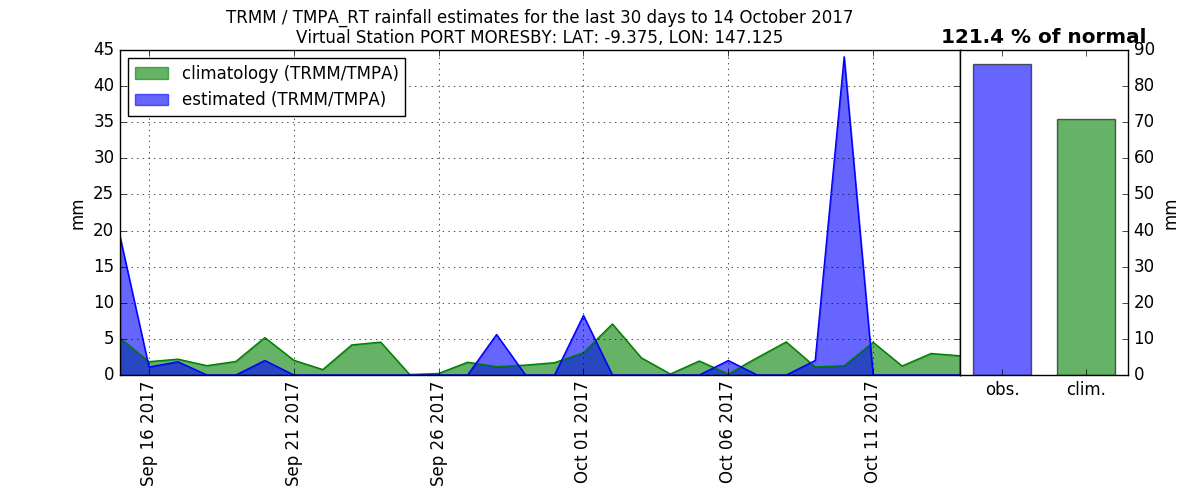 TRMM / TMPA_RT rainfall estimates for the last 30 days to 14 October 2017
Virtual Station PORT MORESBY: LAT: -9.375, LON: 147.125
121.4 % of normal
climatology (TRMM/TMPA)
estimated (TRMM/TMPA)
45
40
35
30
25
20
15
10
5
0
mm
Sep 16 2017
Sep 21 2017
Sep 26 2017
Oct 01 2017
Oct 06 2017
Oct 11 2017
obs.
clim.
90
80
70
60
50
40
30
20
10
0
mm